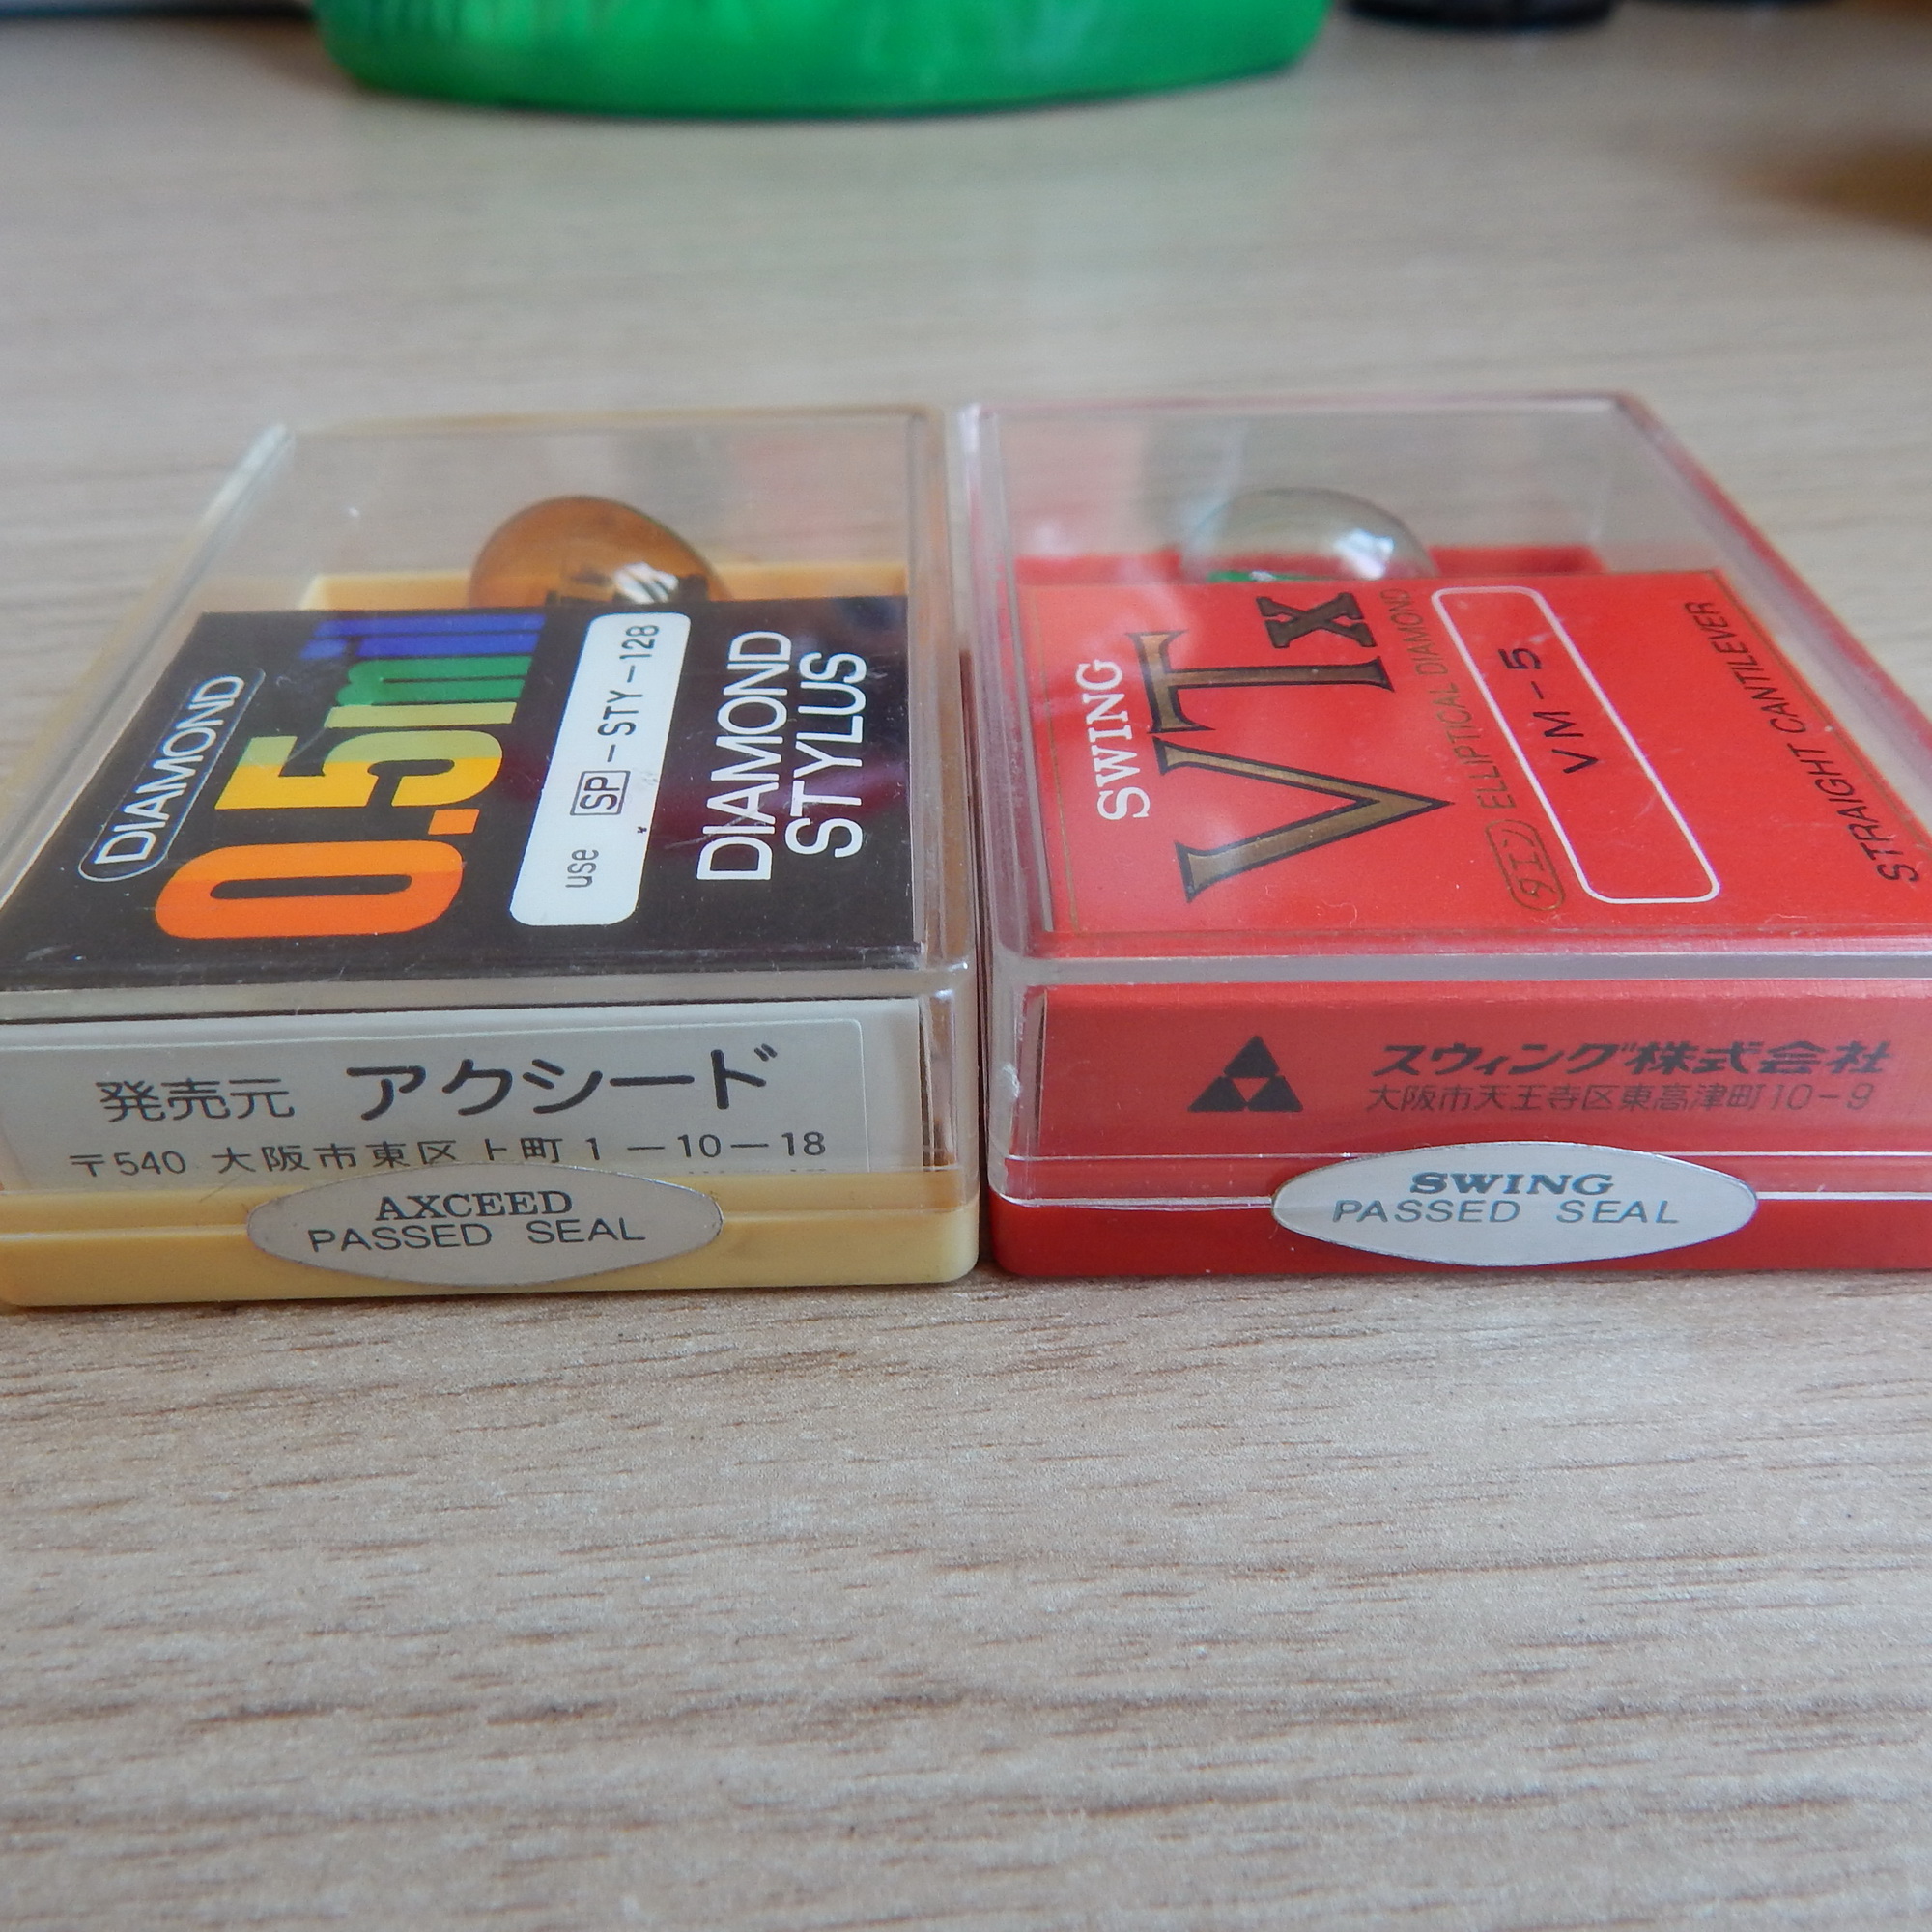 DIAMOND
0.5mil
use SP-STY-128
DIAMOND
STYLUS
発売元 アクシード
〒540 大阪市東区上町1-10-18
AXCEED
PASSED SEAL
SWING
VTX
ダエン ELLIPTICAL DIAMOND
VM-5
STRAIGHT CANTILEVER
スウィング株式会社
大阪市天王寺区東高津町10-9
SWING
PASSED SEAL